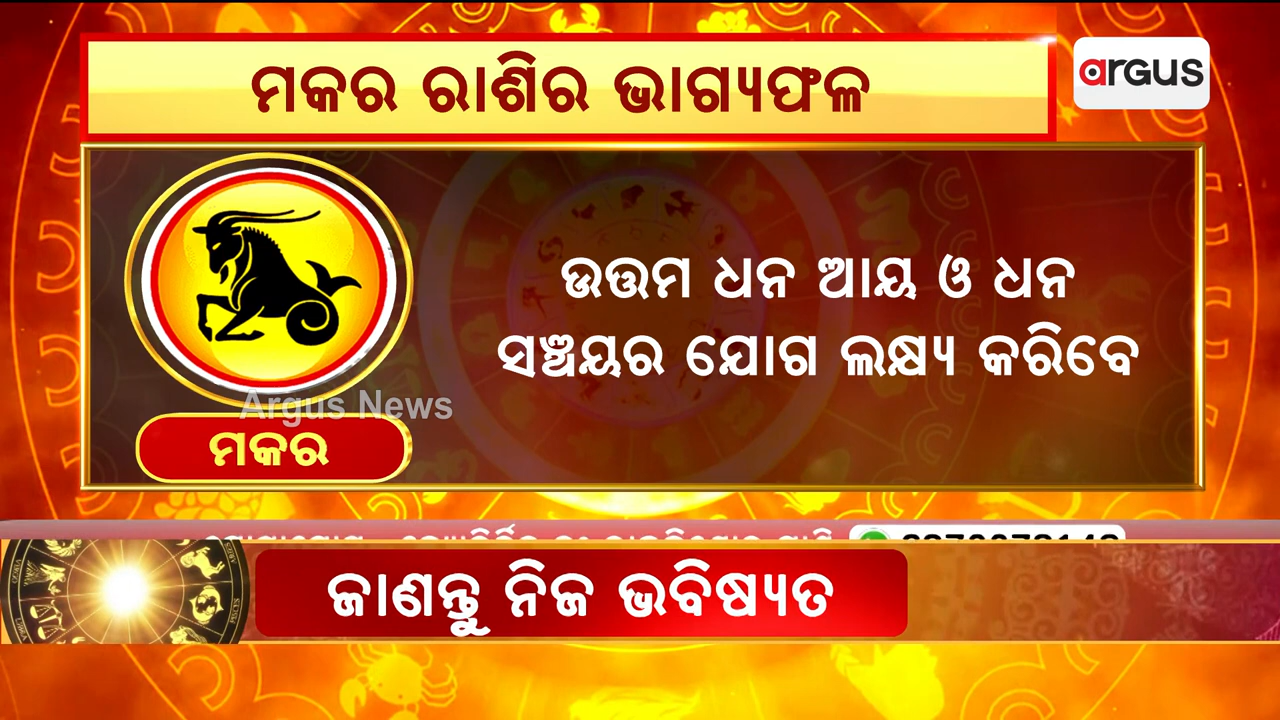 ମକର ରାଶିର ଭାଗ୍ୟଫଳ
argus
ଉତ୍ତମ ଧନ ଆୟ ଓ ଧନ
ସଞ୍ଚୟର ଯୋଗ ଲକ୍ଷ୍ୟ କରିବେ
Argus News
ମକର
ଜାଣନ୍ତୁ ନିଜ ଭବିଷ୍ୟତ